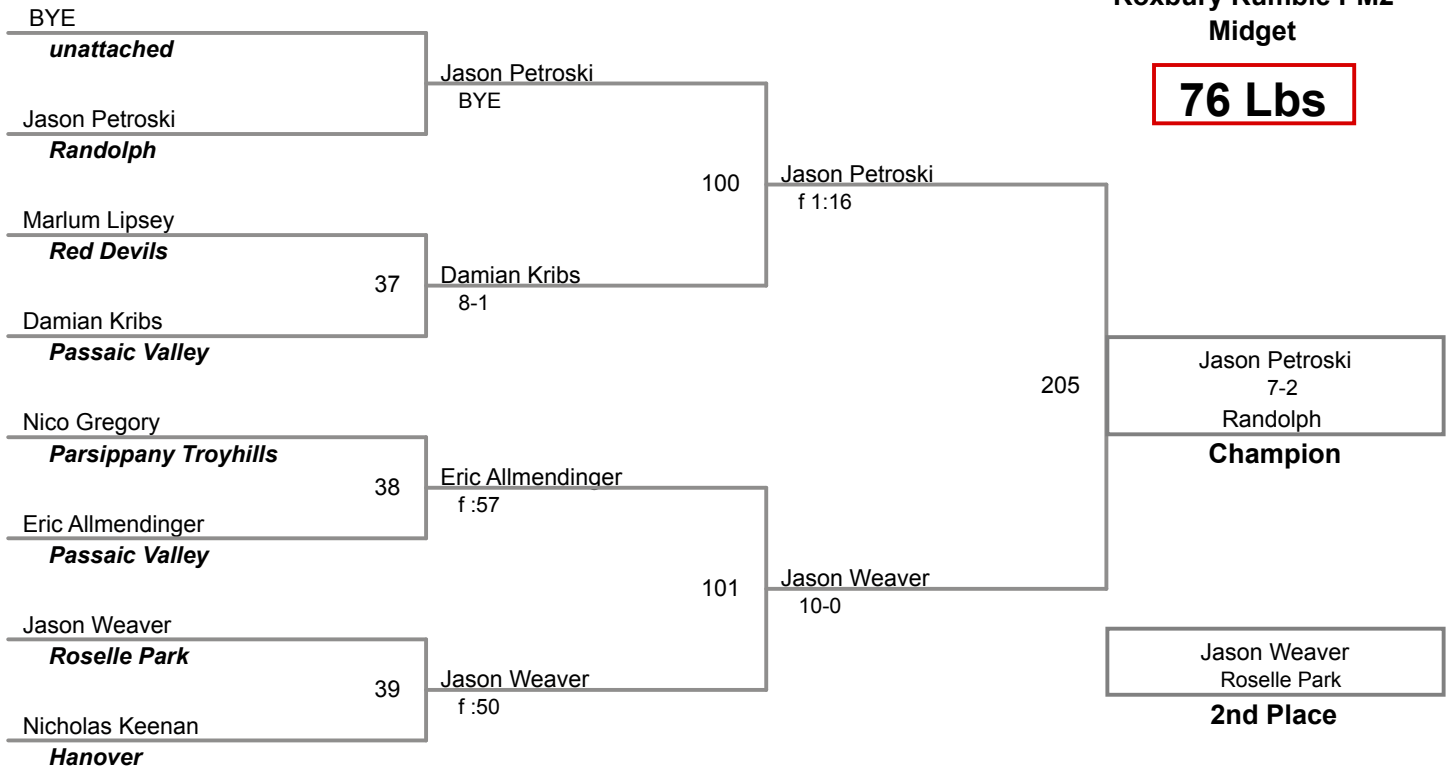 Midget
76 Lbs
BYE
unattached
Jason Petroski
Randolph
Marlum Lipsey
Red Devils
Damian Kribs
Passaic Valley
Nico Gregory
Parsippany Troyhills
Eric Allmendinger
Passaic Valley
Jason Weaver
Roselle Park
Nicholas Keenan
Hanover
37
38
39
Jason Petroski
BYE
Damian Kribs
8-1
Eric Allmendinger
f :57
Jason Weaver
f :50
100
101
Jason Petroski
f 1:16
Jason Weaver
10-0
205
Jason Petroski
7-2
Randolph
Champion
Jason Weaver
Roselle Park
2nd Place